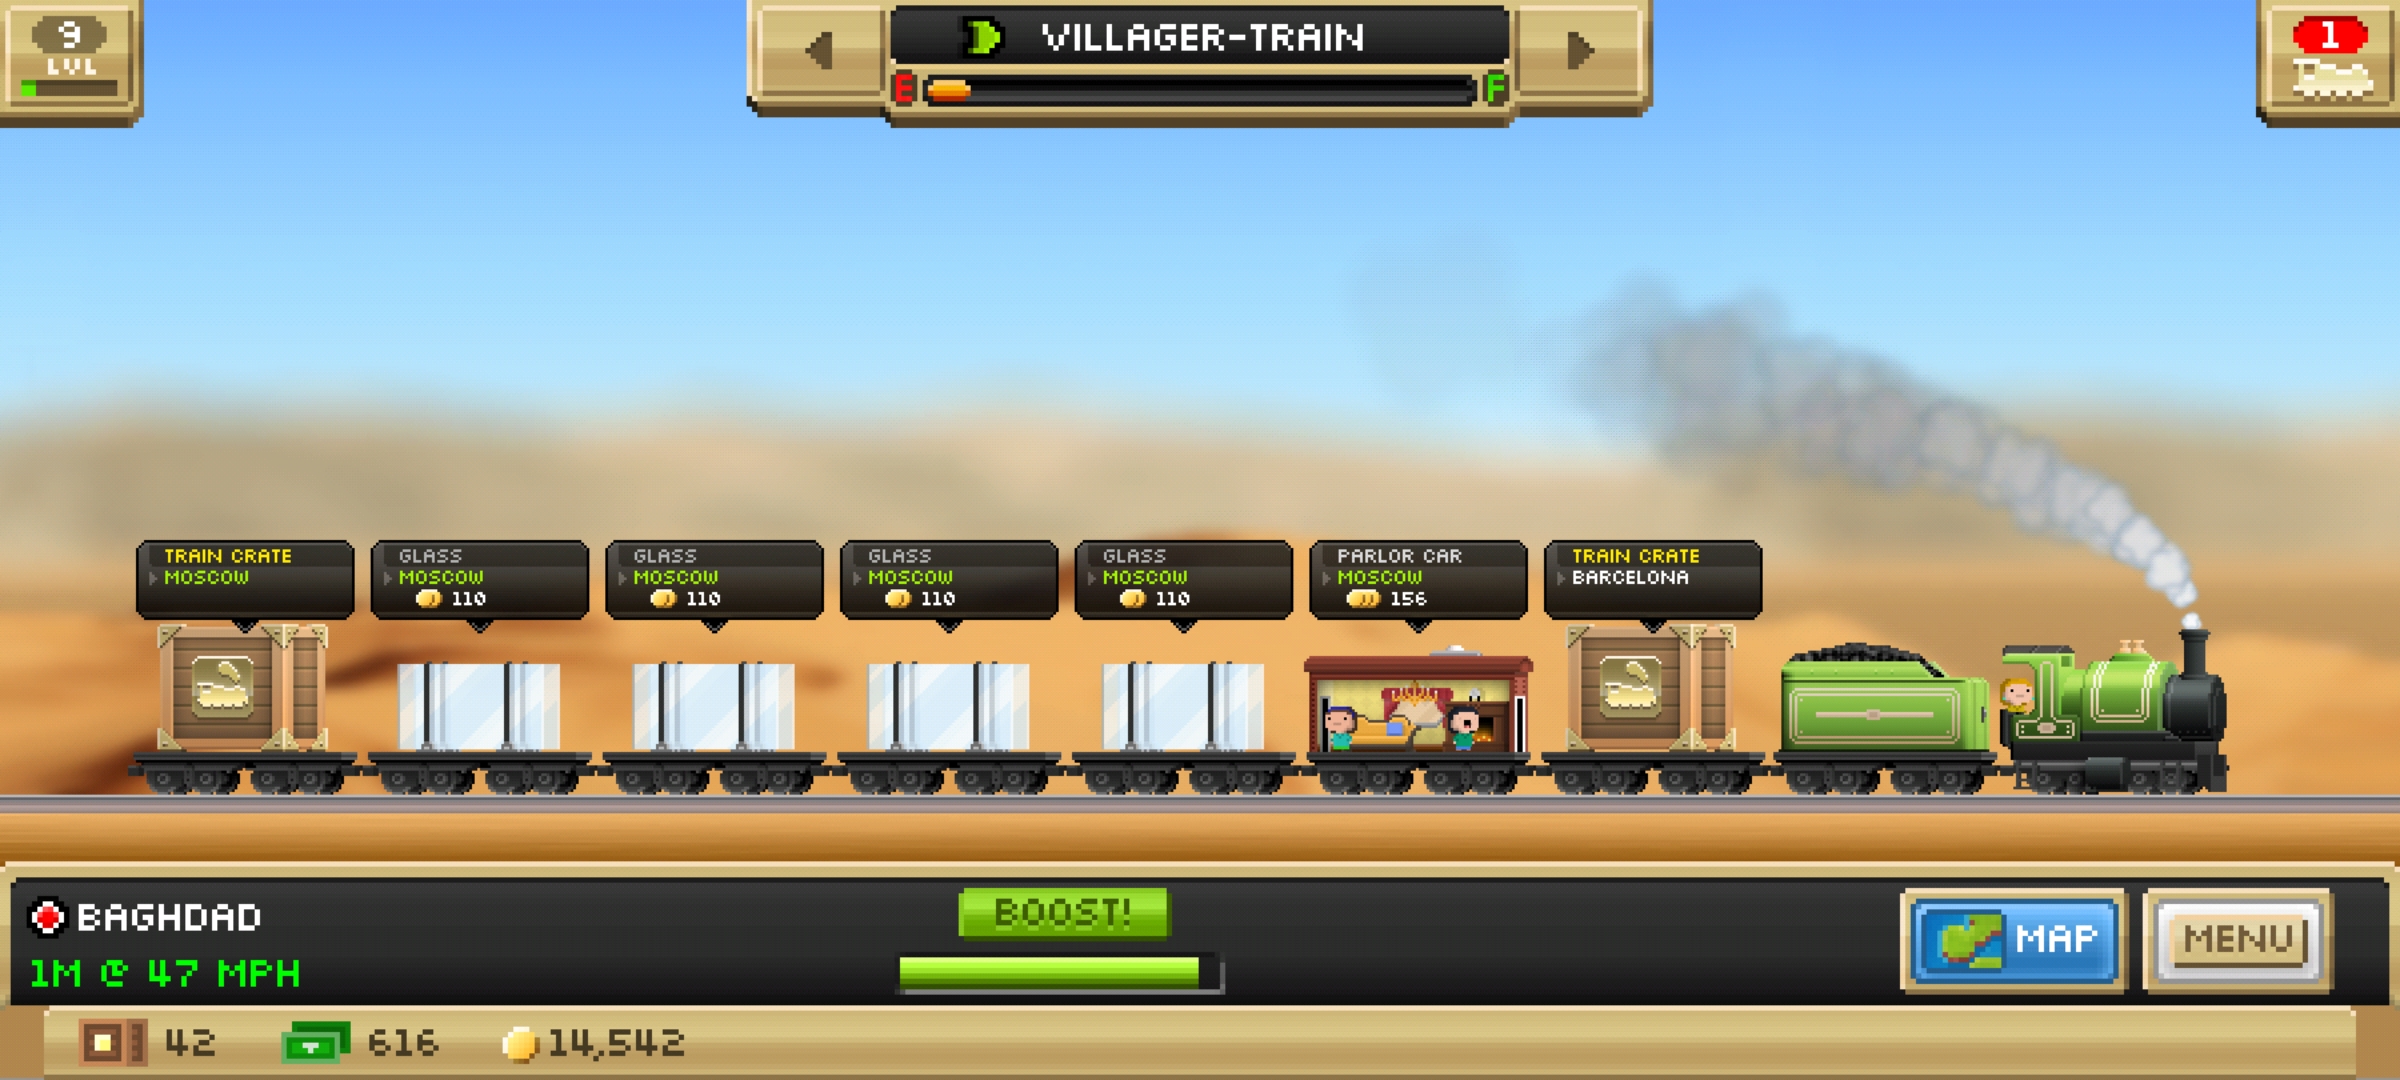 9
LVL
VILLAGER-TRAIN
E F
1
TRAIN CRATE
MOSCOW
GLASS
MOSCOW
110
GLASS
MOSCOW
110
GLASS
MOSCOW
110
GLASS
MOSCOW
110
PARLOR CAR
MOSCOW
156
TRAIN CRATE
BARCELONA
BAGHDAD
1M @ 47 MPH
BOOST!
MAP
MENU
42 616 14,542